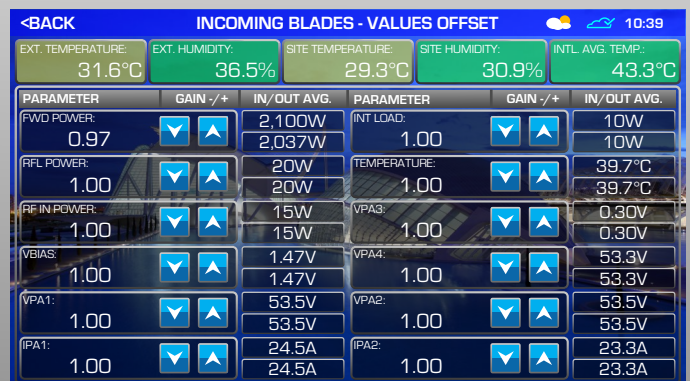 <BACK INCOMING BLADES - VALUES OFFSET 10:39
EXT. TEMPERATURE: EXT. HUMIDITY: SITE TEMPERATURE: SITE HUMIDITY: INTL. AVG. TEMP.:
31.6°C 36.5% 29.3°C 30.9% 43.3°C
PARAMETER GAIN -/+ IN/OUT AVG. PARAMETER GAIN -/+ IN/OUT AVG.
FWD POWER: 2,100W INT LOAD: 10W
0.97 2,037W 1.00 10W
RFL POWER: 20W TEMPERATURE: 39.7°C
1.00 20W 1.00 39.7°C
RF IN POWER: 15W VPA3: 0.30V
1.00 15W 1.00 0.30V
VBIAS: 1.47V VPA4: 53.3V
1.00 1.47V 1.00 53.3V
VPA1: 53.5V VPA2: 53.5V
1.00 53.5V 1.00 53.5V
IPA1: 24.5A IPA2: 23.3A
1.00 24.5A 1.00 23.3A